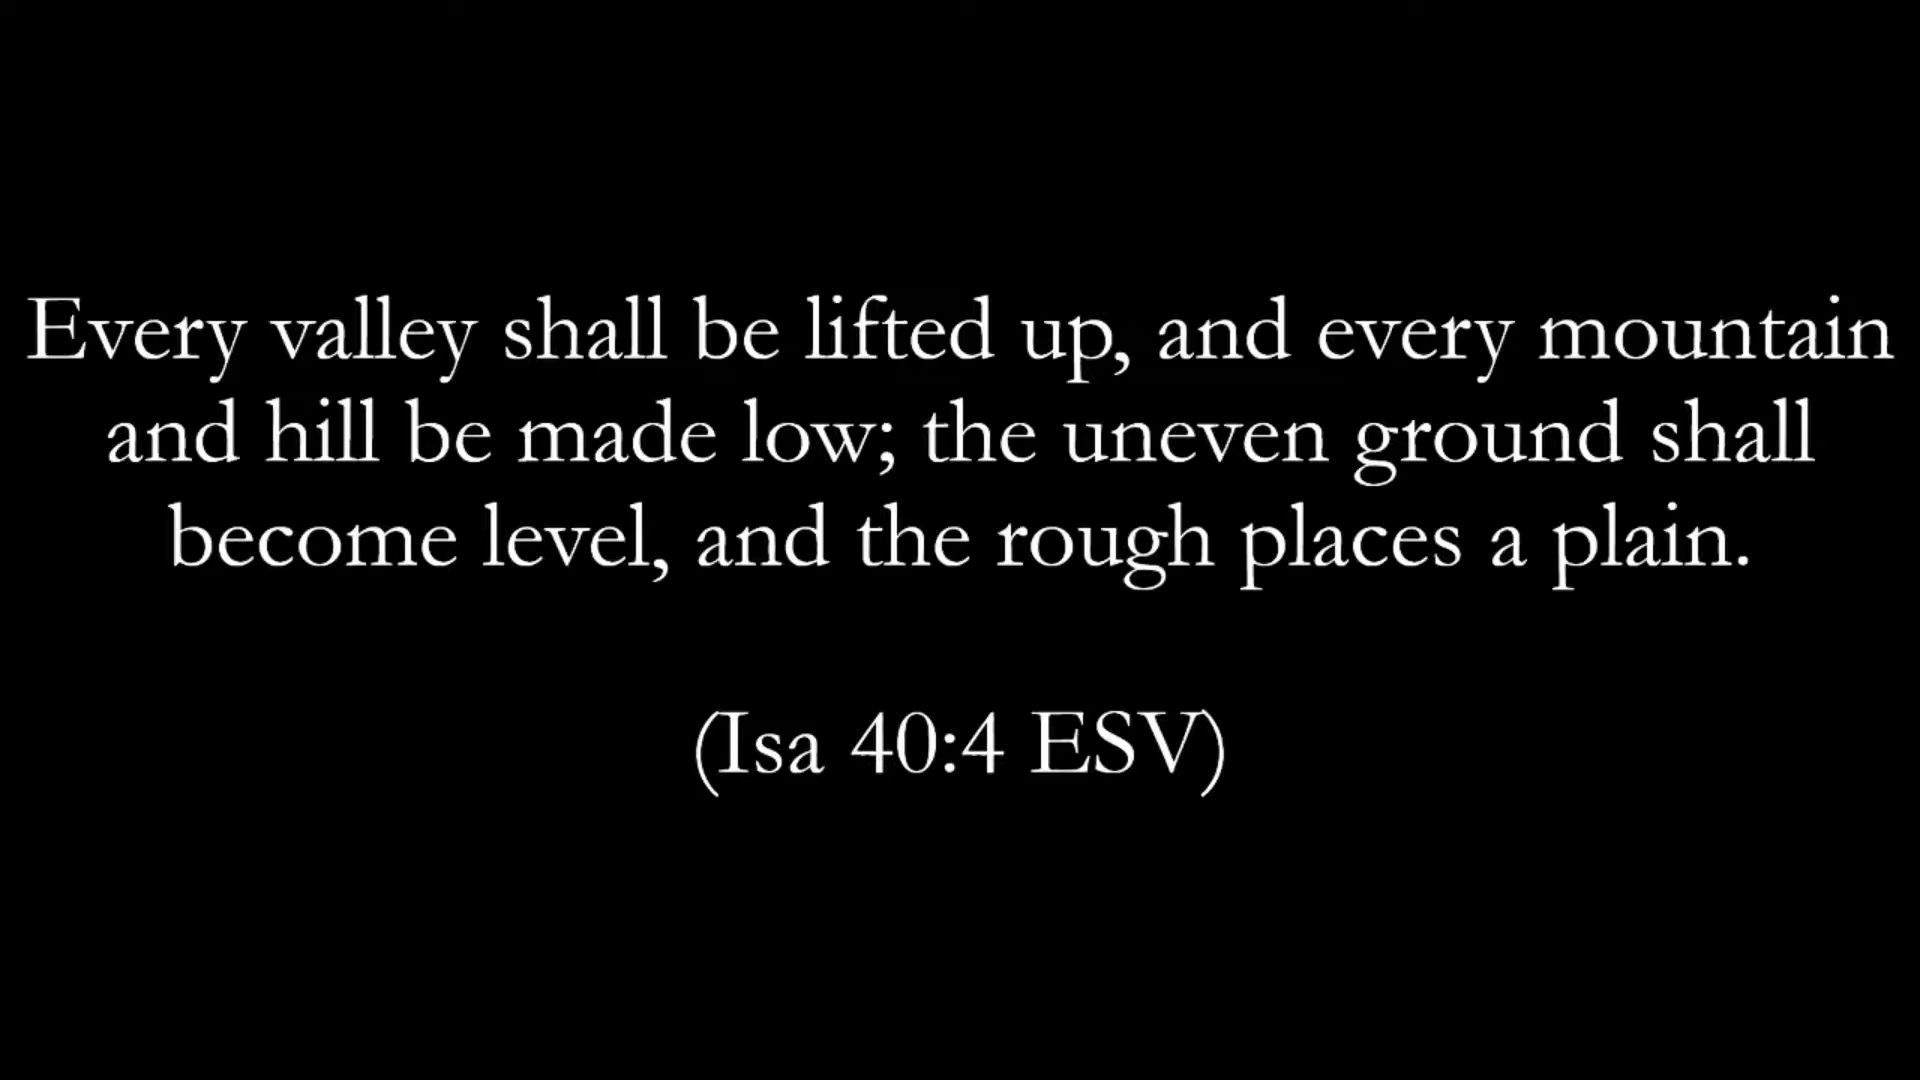 Every valley shall be lifted up, and every mountain
and hill be made low; the uneven ground shall
become level, and the rough places a plain.
(Isa 40:4 ESV)